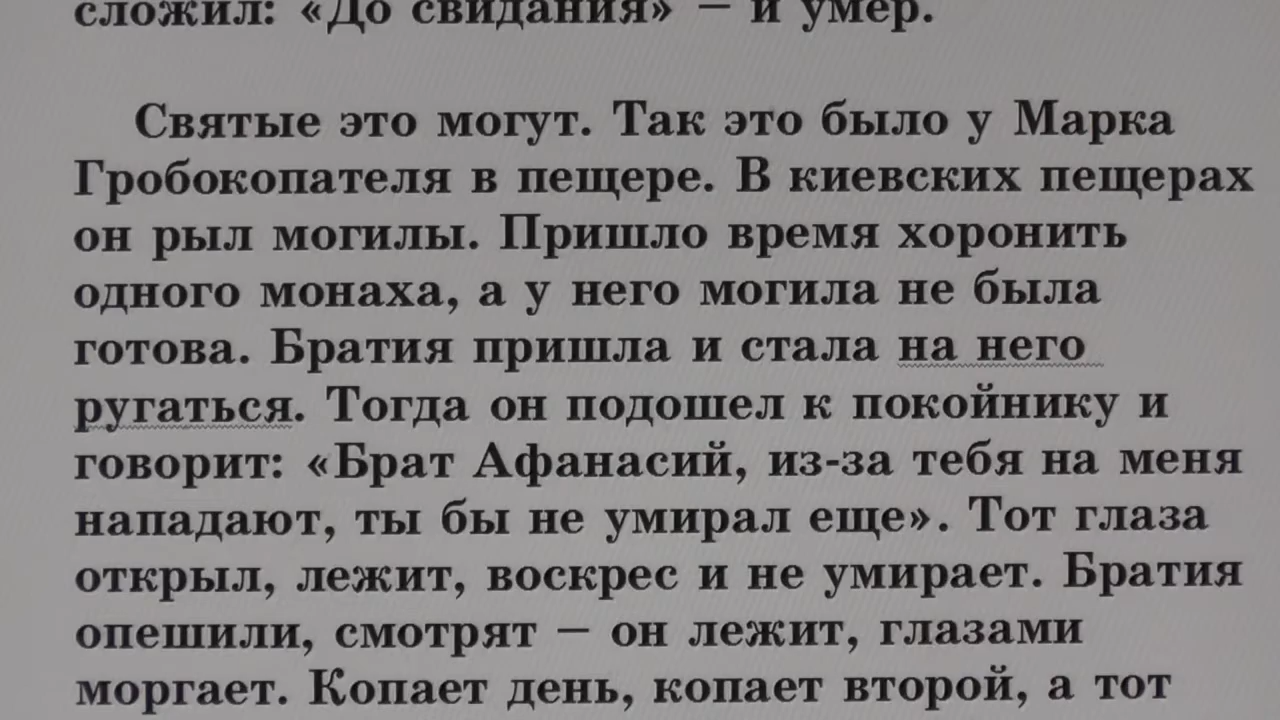 сложил: «До свидания» — и умер.
Святые это могут. Так это было у Марка
Гробокопателя в пещере. В киевских пещерах
он рыл могилы. Пришло время хоронить
одного монаха, а у него могила не была
готова. Братия пришла и стала на него
ругаться. Тогда он подошел к покойнику и
говорит: «Брат Афанасий, из-за тебя на меня
нападают, ты бы не умирал еще». Тот глаза
открыл, лежит, воскрес и не умирает. Братия
опешили, смотрят — он лежит, глазами
моргает. Копает день, копает второй, а тот